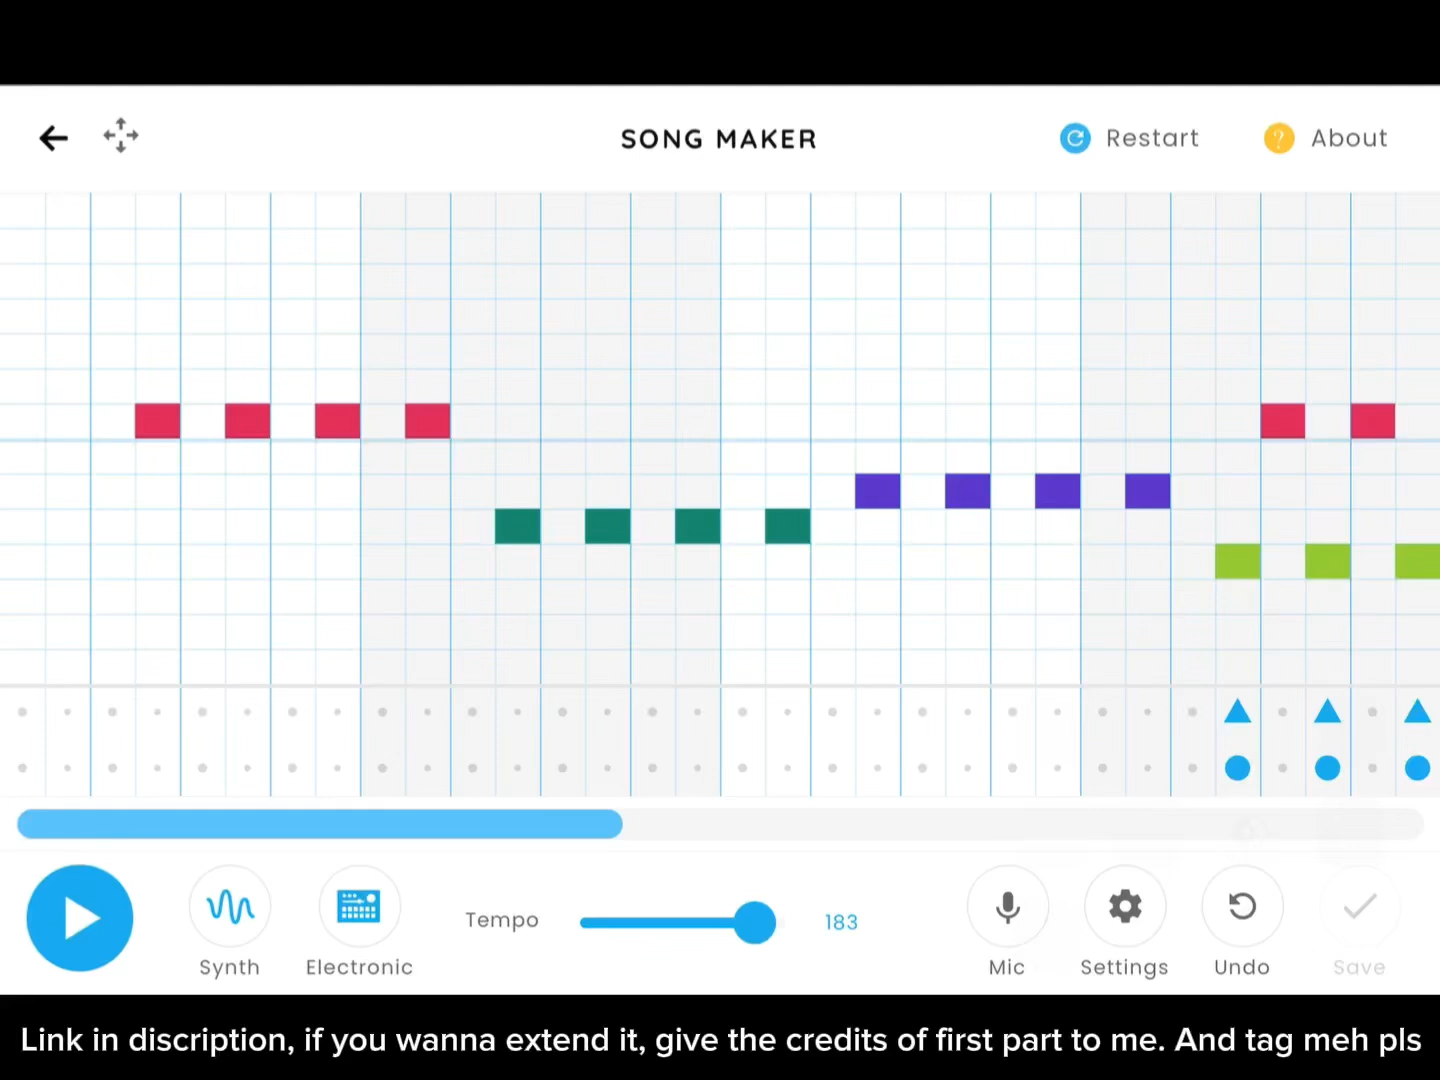 SONG MAKER
Restart
About
Tempo
183
Synth
Electronic
Mic
Settings
Undo
Save
Link in discription, if you wanna extend it, give the credits of first part to me. And tag meh pls